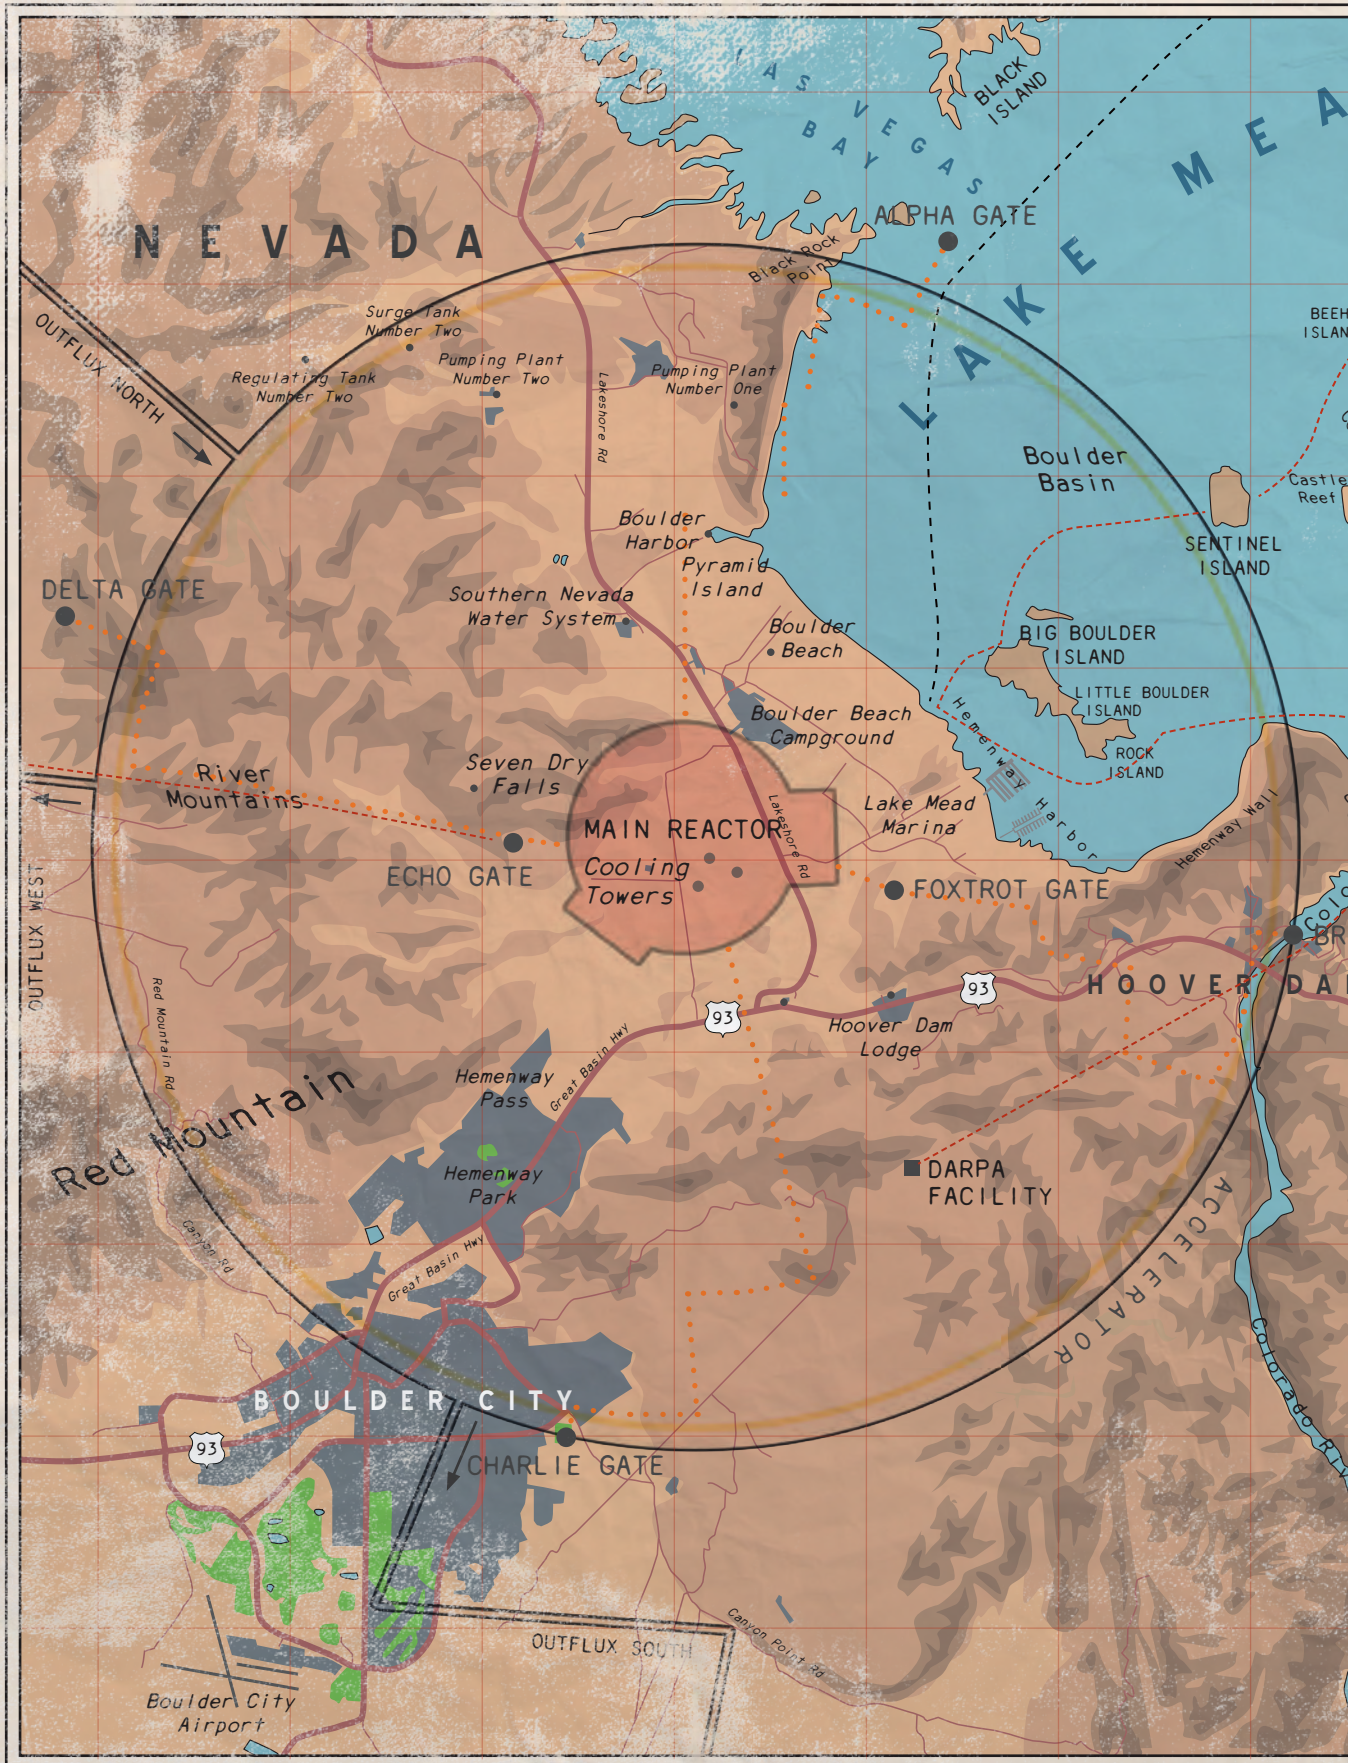 LAS VEGAS
BAY
BLACK
ISLAND
LAKE MEA
NEVADA
ALPHA GATE
Black Rock
Point
OUTFLUX NORTH
Surge Tank
Number Two
Regulating Tank
Number Two
Pumping Plant
Number Two
Pumping Plant
Number One
Lakeshore Rd
BEEH
ISLAN
Boulder
Basin
Castle
Reef
Boulder
Harbor
Pyramid
Island
SENTINEL
ISLAND
DELTA GATE
Southern Nevada
Water System
Boulder
Beach
BIG BOULDER
ISLAND
LITTLE BOULDER
ISLAND
ROCK
ISLAND
Boulder Beach
Campground
Hemenway
Harbor
River
Mountains
Seven Dry
Falls
Lake Mead
Marina
Hemenway Wall
MAIN REACTOR
Cooling
Towers
Lakeshore Rd
ECHO GATE
FOXTROT GATE
OUTFLUX WEST
Colo
BR
HOOVER DA
93
93
Hoover Dam
Lodge
Red Mountain Rd
Great Basin Hwy
Hemenway
Pass
Red Mountain
Hemenway
Park
DARPA
FACILITY
ACCELERATOR
Canyon Rd
Great Basin Hwy
Colorado Riv
BOULDER CITY
93
CHARLIE GATE
OUTFLUX SOUTH
Canyon Point Rd
Boulder City
Airport